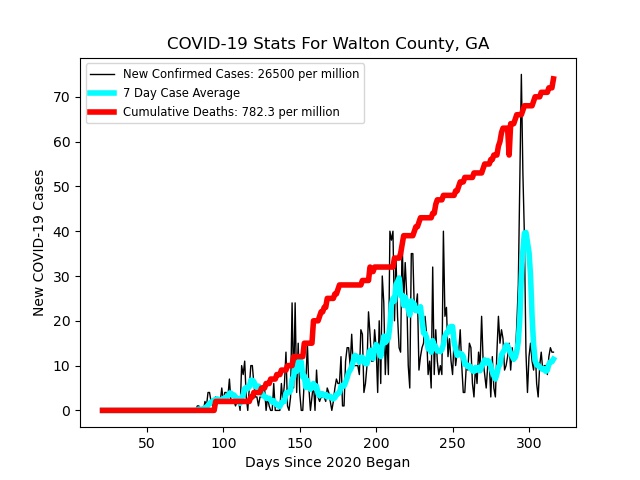 COVID-19 Stats For Walton County, GA
New Confirmed Cases: 26500 per million
7 Day Case Average
Cumulative Deaths: 782.3 per million
New COVID-19 Cases
70
60
50
40
30
20
10
0
50 100 150 200 250 300
Days Since 2020 Began